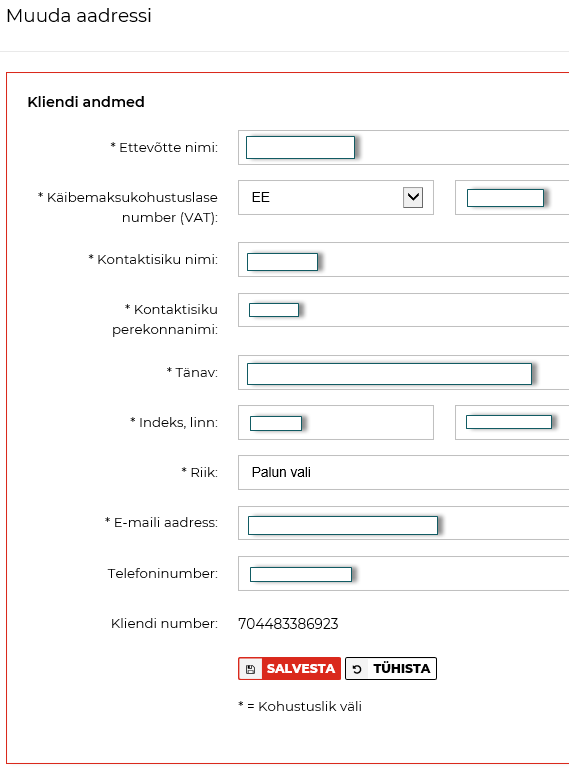 Muuda aadressi
Kliendi andmed
* Ettevõtte nimi:
* Käibemaksukohustuslase
number (VAT):
EE
* Kontaktisiku nimi:
* Kontaktisiku
perekonnanimi:
* Tänav:
* Indeks, linn:
* Riik:
Palun vali
* E-maili aadress:
Telefoninumber:
Kliendi number:
704483386923
SALVESTA
TÜHISTA
* = Kohustuslik väli